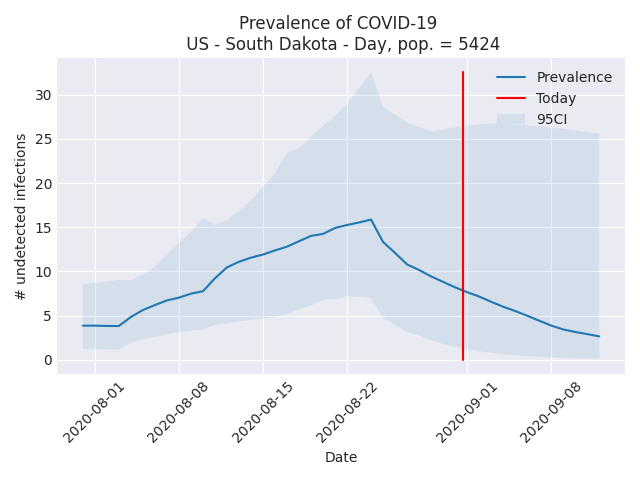 Prevalence of COVID-19
US - South Dakota - Day, pop. = 5424
Prevalence
Today
95CI
# undetected infections
30
25
20
15
10
5
0
2020-08-01
2020-08-08
2020-08-15
2020-08-22
2020-09-01
2020-09-08
Date